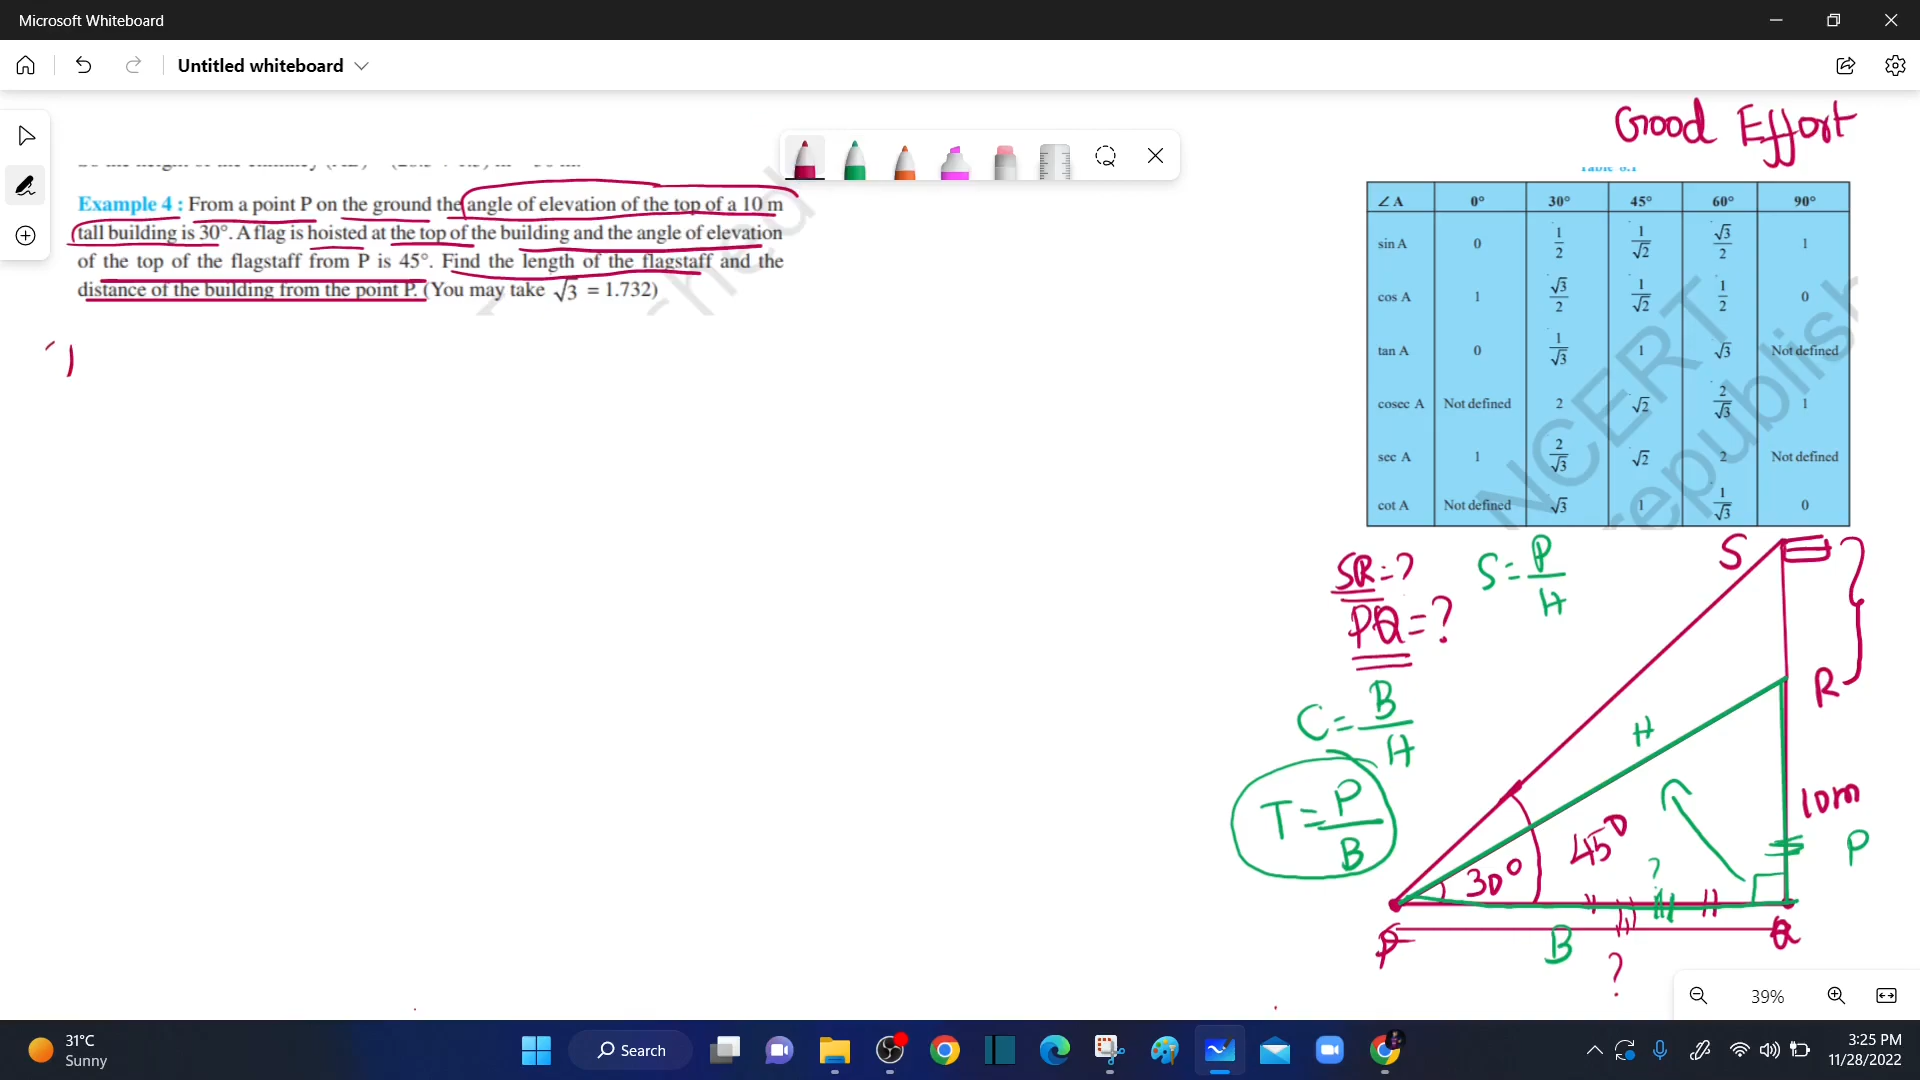 Microsoft Whiteboard
Untitled whiteboard
Good Effort
Example 4 : From a point P on the ground the angle of elevation of the top of a 10 m
tall building is 30°. A flag is hoisted at the top of the building and the angle of elevation
of the top of the flagstaff from P is 45°. Find the length of the flagstaff and the
distance of the building from the point P. (You may take √3 = 1.732)
∠A 0° 30° 45° 60° 90°
sin A 0 1/2 1/√2 √3/2 1
cos A 1 √3/2 1/√2 1/2 0
tan A 0 1/√3 1 √3 Not defined
cosec A Not defined 2 √2 2/√3 1
sec A 1 2/√3 √2 2 Not defined
cot A Not defined √3 1 1/√3 0
NCERT
republish
SR = ?
PQ = ?
S = P/H
C = B/H
T = P/B
S
R
H
10m
P
45°
30°
?
P
B
Q
?
39%
31°C
Sunny
Search
3:25 PM
11/28/2022